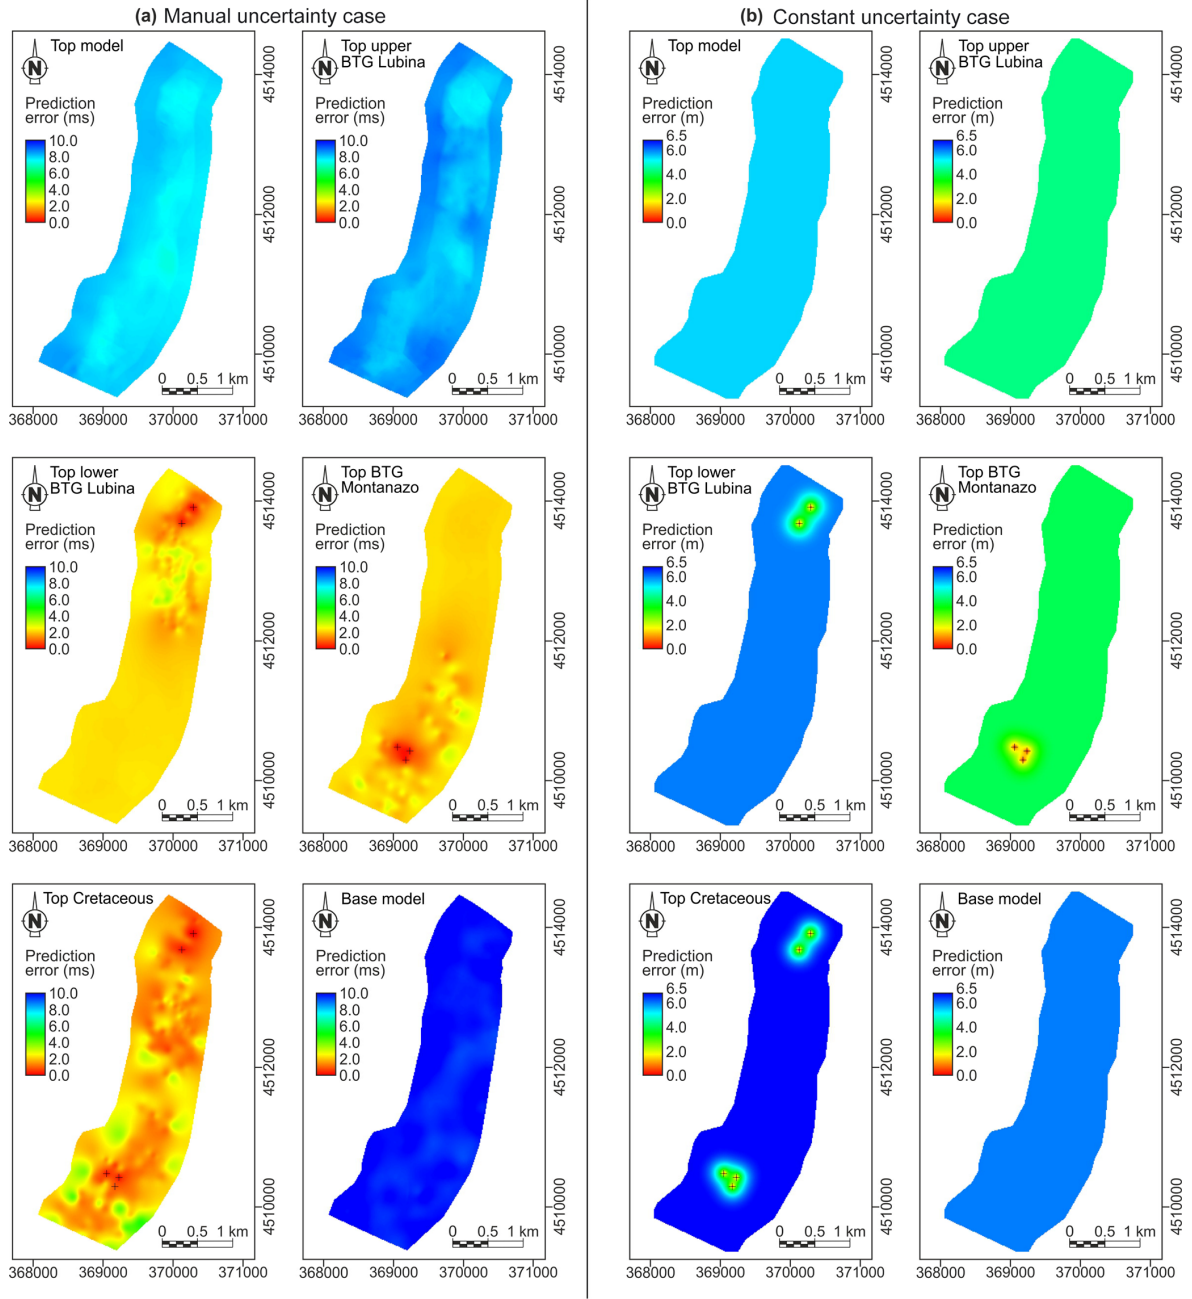 (a) Manual uncertainty case
Top model
N
Prediction
error (ms)
10.0
8.0
6.0
4.0
2.0
0.0
0 0.5 1 km
4514000
4512000
4510000
368000 369000 370000 371000
Top upper
BTG Lubina
N
Prediction
error (ms)
10.0
8.0
6.0
4.0
2.0
0.0
0 0.5 1 km
4514000
4512000
4510000
368000 369000 370000 371000
Top lower
BTG Lubina
N
Prediction
error (ms)
10.0
8.0
6.0
4.0
2.0
0.0
0 0.5 1 km
4514000
4512000
4510000
368000 369000 370000 371000
Top BTG
Montanazo
N
Prediction
error (ms)
10.0
8.0
6.0
4.0
2.0
0.0
0 0.5 1 km
4514000
4512000
4510000
368000 369000 370000 371000
Top Cretaceous
N
Prediction
error (ms)
10.0
8.0
6.0
4.0
2.0
0.0
0 0.5 1 km
4514000
4512000
4510000
368000 369000 370000 371000
Base model
N
Prediction
error (ms)
10.0
8.0
6.0
4.0
2.0
0.0
0 0.5 1 km
4514000
4512000
4510000
368000 369000 370000 371000
(b) Constant uncertainty case
Top model
N
Prediction
error (m)
6.5
6.0
4.0
2.0
0.0
0 0.5 1 km
4514000
4512000
4510000
368000 369000 370000 371000
Top upper
BTG Lubina
N
Prediction
error (m)
6.5
6.0
4.0
2.0
0.0
0 0.5 1 km
4514000
4512000
4510000
368000 369000 370000 371000
Top lower
BTG Lubina
N
Prediction
error (m)
6.5
6.0
4.0
2.0
0.0
0 0.5 1 km
4514000
4512000
4510000
368000 369000 370000 371000
Top BTG
Montanazo
N
Prediction
error (m)
6.5
6.0
4.0
2.0
0.0
0 0.5 1 km
4514000
4512000
4510000
368000 369000 370000 371000
Top Cretaceous
N
Prediction
error (m)
6.5
6.0
4.0
2.0
0.0
0 0.5 1 km
4514000
4512000
4510000
368000 369000 370000 371000
Base model
N
Prediction
error (m)
6.5
6.0
4.0
2.0
0.0
0 0.5 1 km
4514000
4512000
4510000
368000 369000 370000 371000